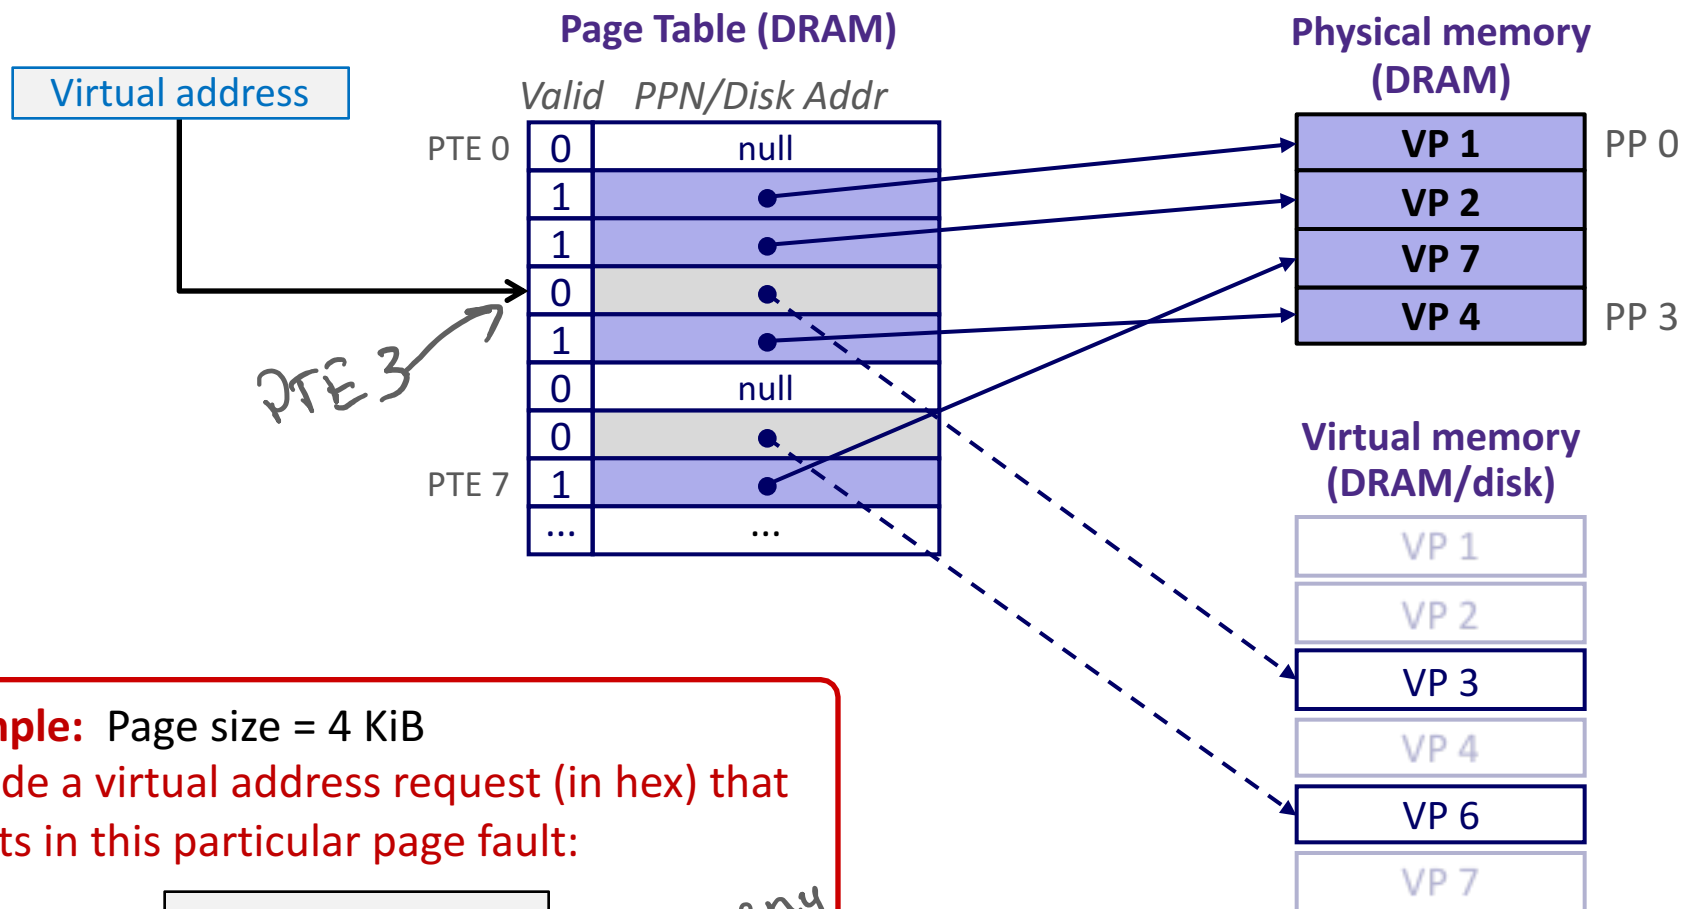 Page Table (DRAM)
Physical memory
(DRAM)
Virtual address
Valid PPN/Disk Addr
PTE 0 0 null
1
1
0
1
0 null
0
PTE 7 1
... ...
PTE 3
VP 1 PP 0
VP 2
VP 7
VP 4 PP 3
Virtual memory
(DRAM/disk)
VP 1
VP 2
VP 3
VP 4
VP 6
VP 7
nple: Page size = 4 KiB
de a virtual address request (in hex) that
ts in this particular page fault:
any